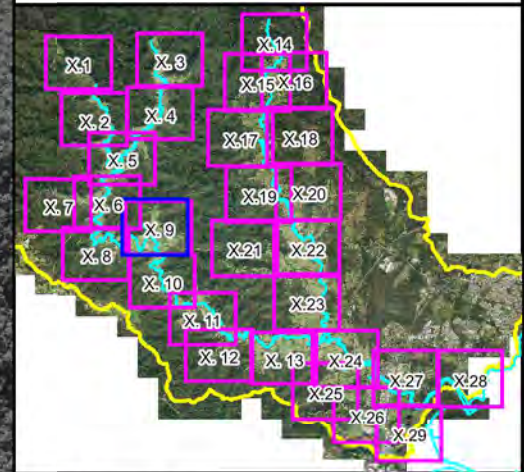 X.14
X.1
X. 3
X.15
X.16
X. 2
X. 4
X.17
X.18
X. 5
X. 7
X. 6
X.19
X.20
X. 9
X. 8
X.21
X.22
X.10
X. 11
X.23
X. 12
X. 13
X.24
X.25
X.27
X.28
X.26
X.29